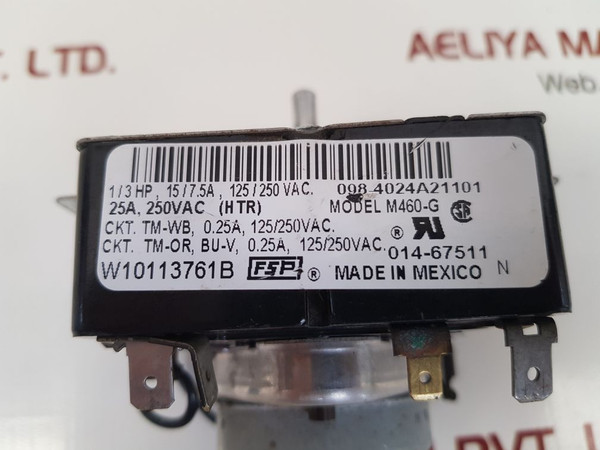 T. LTD.
AELIYA MA
Web.
1/3 HP, 15/7.5A, 125/250 VAC. 098 4024A21101
25A, 250VAC (HTR) MODEL M460-G
CKT. TM-WB, 0.25A, 125/250VAC.
CKT. TM-OR, BU-V, 0.25A, 125/250VAC. 014-67511
W10113761B FSP ® MADE IN MEXICO N